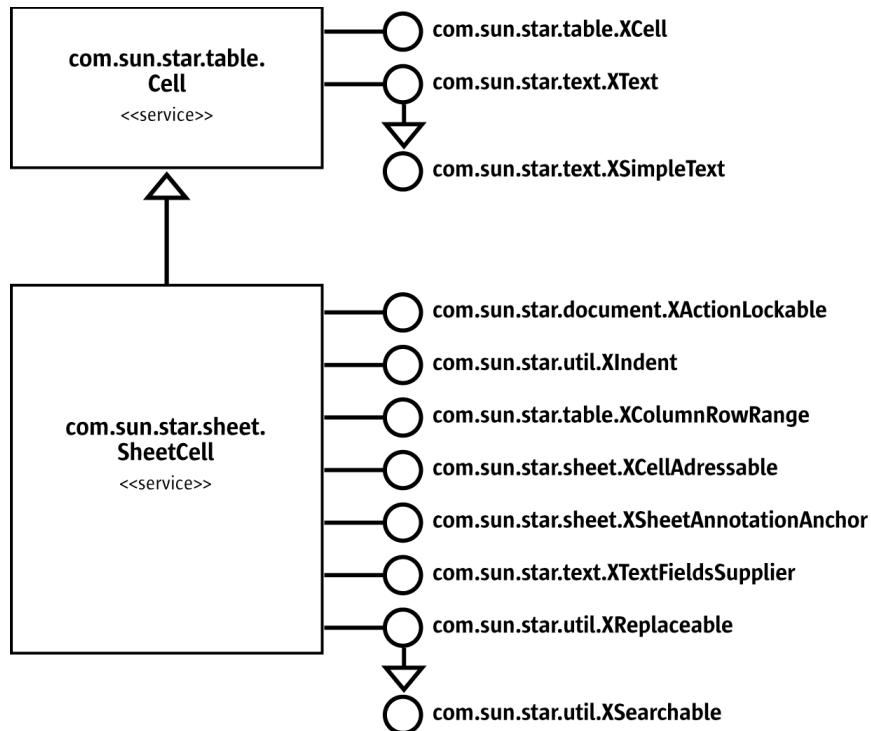 com.sun.star.table.
Cell
<<service>>
com.sun.star.table.XCell
com.sun.star.text.XText
com.sun.star.text.XSimpleText
com.sun.star.sheet.
SheetCell
<<service>>
com.sun.star.document.XActionLockable
com.sun.star.util.XIndent
com.sun.star.table.XColumnRowRange
com.sun.star.sheet.XCellAdressable
com.sun.star.sheet.XSheetAnnotationAnchor
com.sun.star.text.XTextFieldsSupplier
com.sun.star.util.XReplaceable
com.sun.star.util.XSearchable